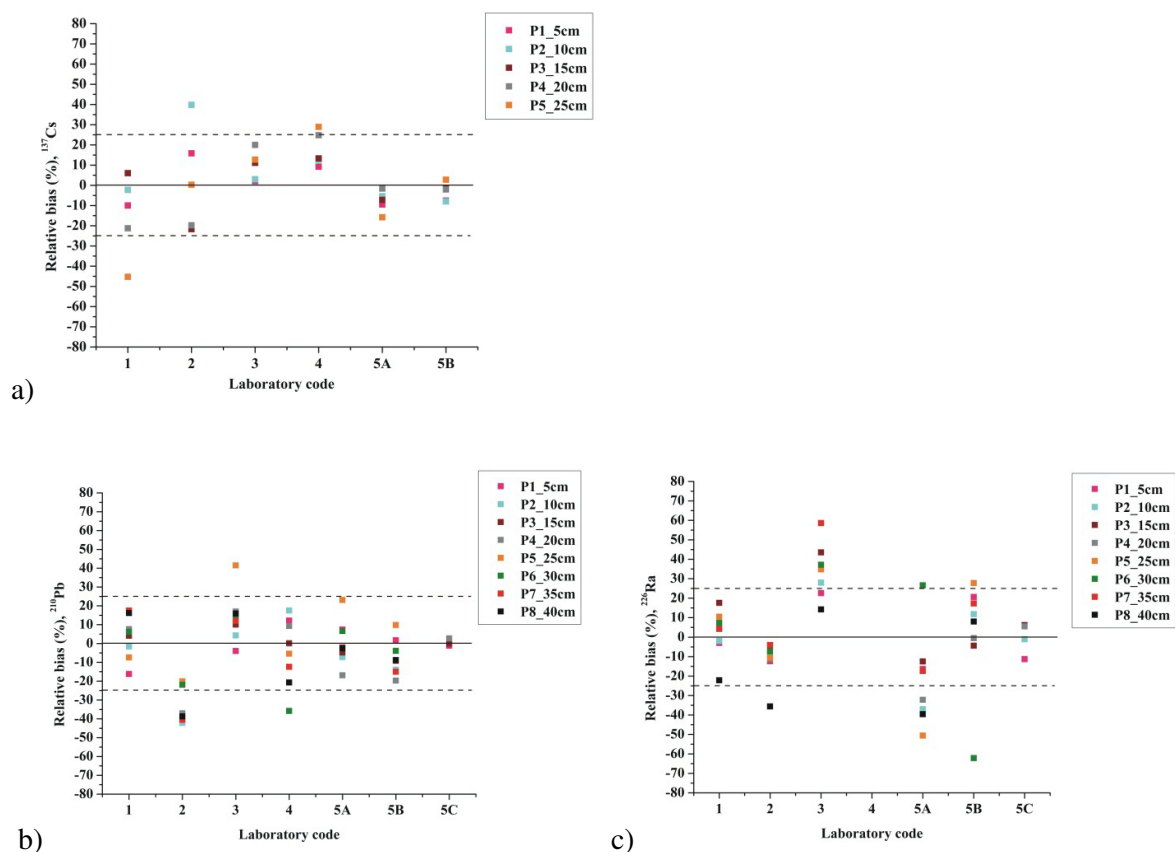 80
70
60
50
40
30
20
10
0
-10
-20
-30
-40
-50
-60
-70
-80
Relative bias (%), ¹³⁷Cs
1 2 3 4 5A 5B
Laboratory code
P1_5cm
P2_10cm
P3_15cm
P4_20cm
P5_25cm
a)
80
70
60
50
40
30
20
10
0
-10
-20
-30
-40
-50
-60
-70
-80
Relative bias (%), ²¹⁰Pb
1 2 3 4 5A 5B 5C
Laboratory code
P1_5cm
P2_10cm
P3_15cm
P4_20cm
P5_25cm
P6_30cm
P7_35cm
P8_40cm
b)
80
70
60
50
40
30
20
10
0
-10
-20
-30
-40
-50
-60
-70
-80
Relative bias (%), ²²⁶Ra
1 2 3 4 5A 5B 5C
Laboratory code
P1_5cm
P2_10cm
P3_15cm
P4_20cm
P5_25cm
P6_30cm
P7_35cm
P8_40cm
c)